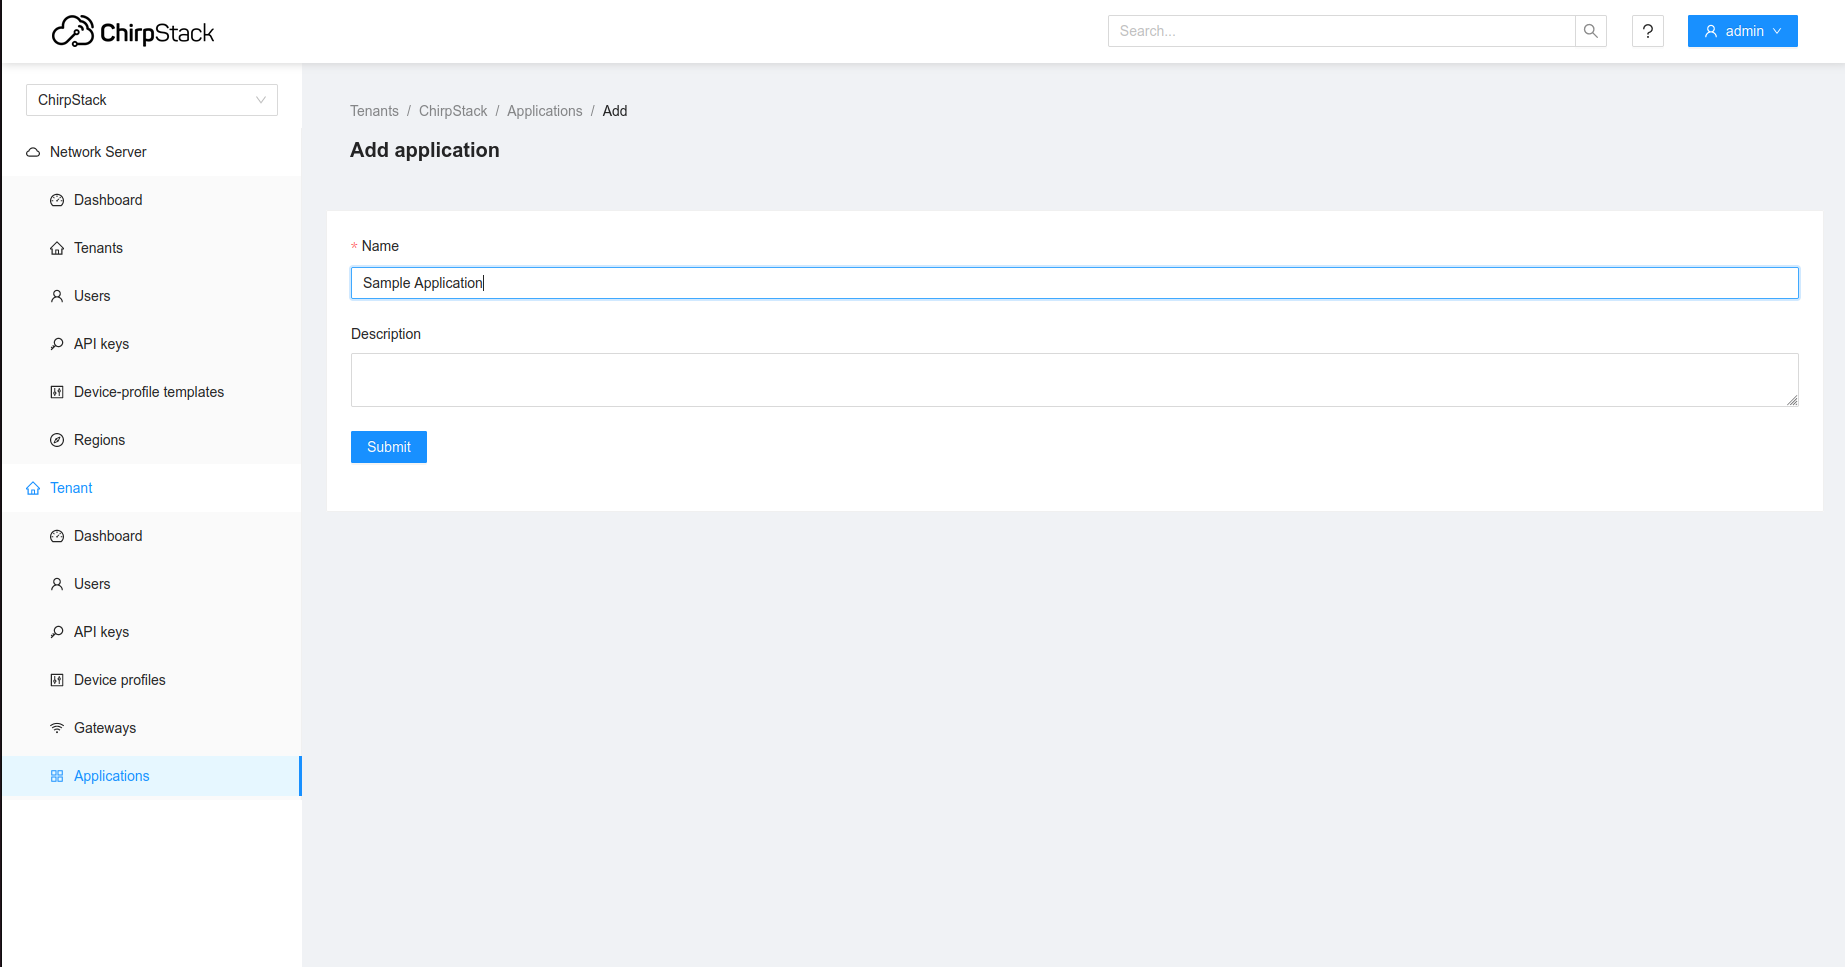 ChirpStack
Search...
?
admin
ChirpStack
Network Server
Dashboard
Tenants
Users
API keys
Device-profile templates
Regions
Tenant
Dashboard
Users
API keys
Device profiles
Gateways
Applications
Tenants / ChirpStack / Applications / Add
Add application
* Name
Sample Application
Description
Submit